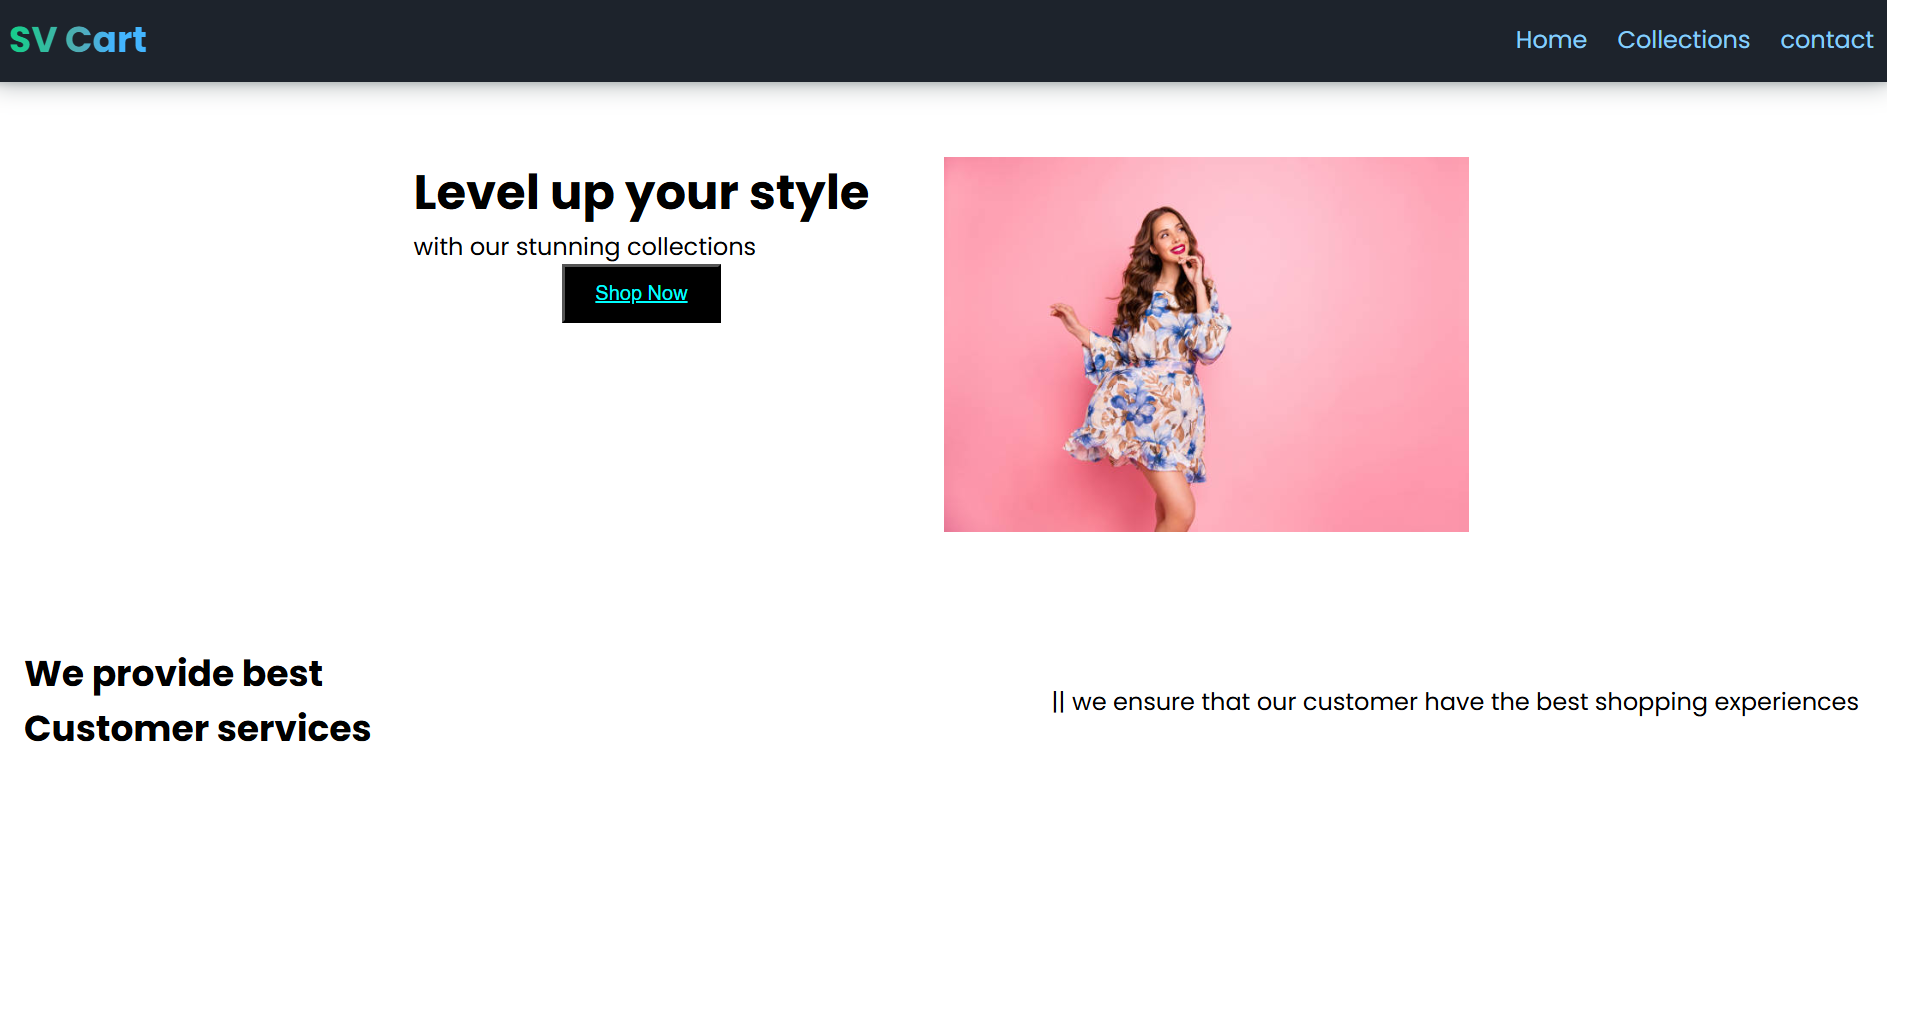 SV Cart
Home Collections contact
Level up your style
with our stunning collections
Shop Now
We provide best
Customer services
|| we ensure that our customer have the best shopping experiences